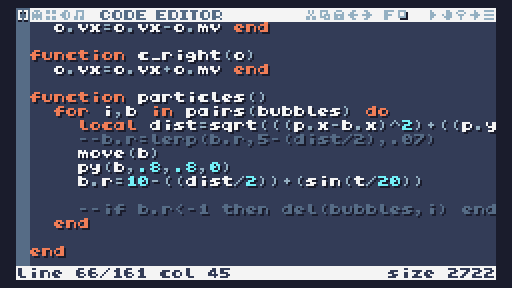 CODE EDITOR
o.vx=o.vx-o.mv end
function c_right(o)
o.vx=o.vx+o.mv end
function particles()
for i,b in pairs(bubbles) do
local dist=sqrt(((p.x-b.x)^2)+((p.y
--b.r=lerp(b.r,5-(dist/2),.07)
move(b)
py(b,.8,.8,0)
b.r=10-((dist/2))+(sin(t/20))
--if b.r<-1 then del(bubbles,i) end
end
end
line 66/161 col 45 size 2722